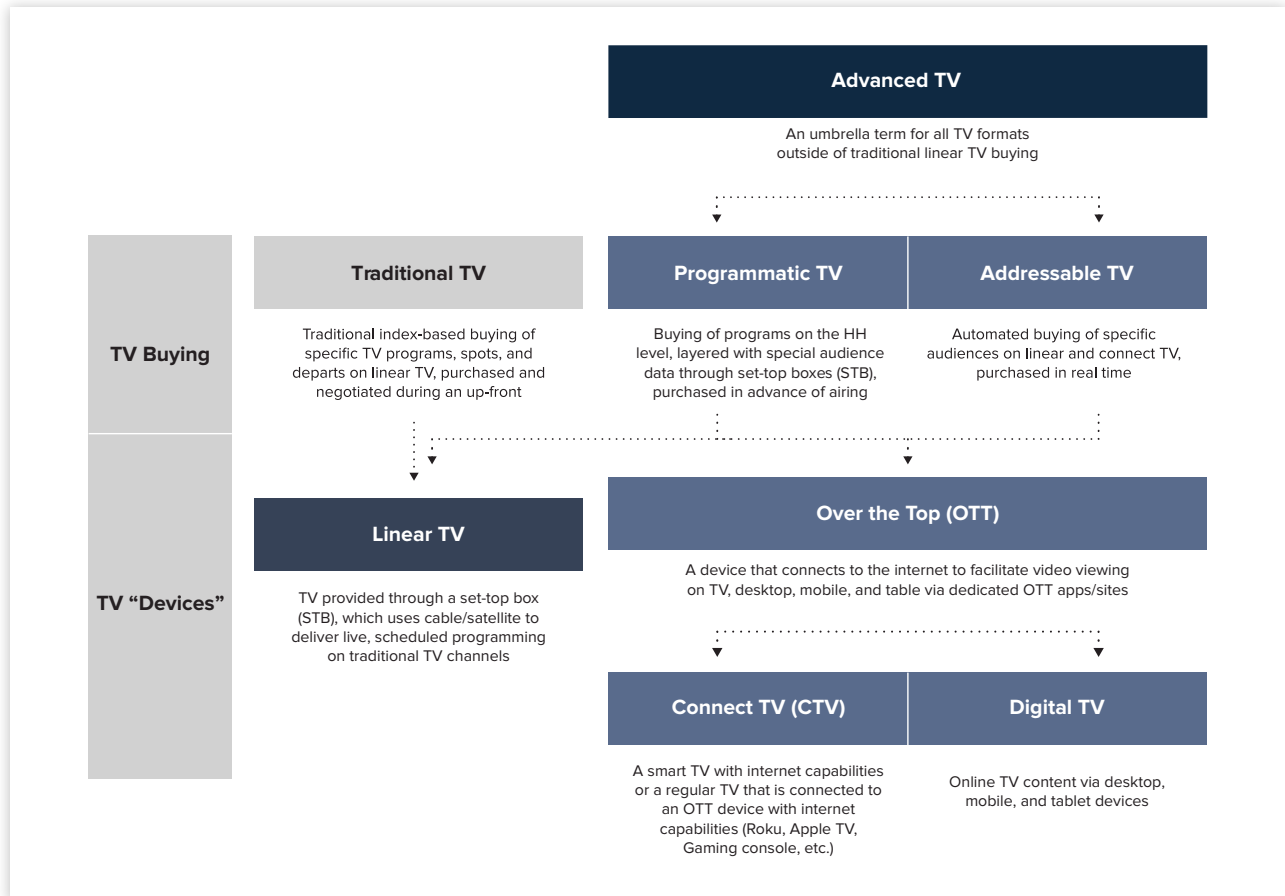 Advanced TV
An umbrella term for all TV formats
outside of traditional linear TV buying
TV Buying
Traditional TV
Traditional index-based buying of
specific TV programs, spots, and
departs on linear TV, purchased and
negotiated during an up-front
Programmatic TV
Buying of programs on the HH
level, layered with special audience
data through set-top boxes (STB),
purchased in advance of airing
Addressable TV
Automated buying of specific
audiences on linear and connect TV,
purchased in real time
TV “Devices”
Linear TV
TV provided through a set-top box
(STB), which uses cable/satellite to
deliver live, scheduled programming
on traditional TV channels
Over the Top (OTT)
A device that connects to the internet to facilitate video viewing
on TV, desktop, mobile, and table via dedicated OTT apps/sites
Connect TV (CTV)
A smart TV with internet capabilities
or a regular TV that is connected to
an OTT device with internet
capabilities (Roku, Apple TV,
Gaming console, etc.)
Digital TV
Online TV content via desktop,
mobile, and tablet devices